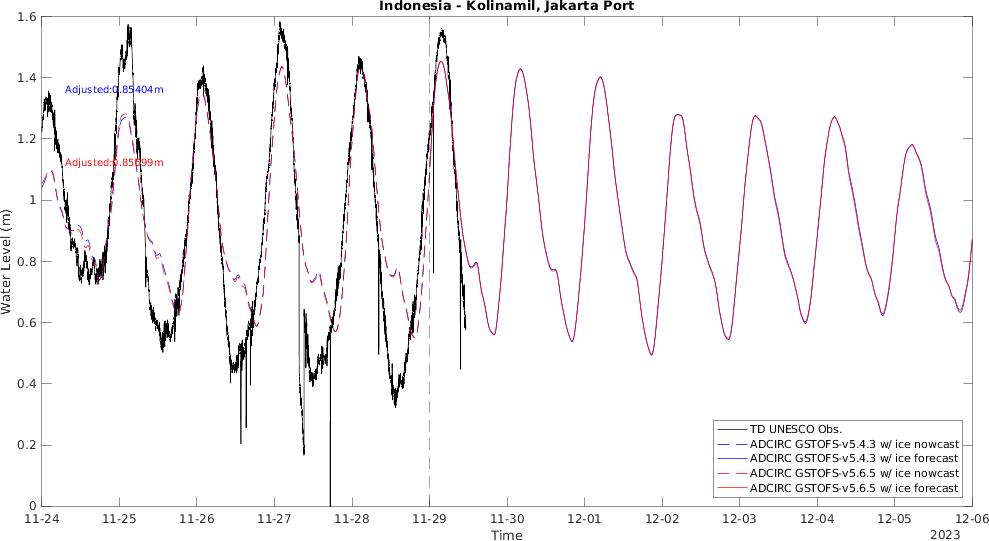 Indonesia - Kolinamil, Jakarta Port
1.6
1.4
1.2
1
0.8
0.6
0.4
0.2
0
Water Level (m)
Adjusted:0.85404m
Adjusted:0.85699m
TD UNESCO Obs.
ADCIRC GSTOFS-v5.4.3 w/ ice nowcast
ADCIRC GSTOFS-v5.4.3 w/ ice forecast
ADCIRC GSTOFS-v5.6.5 w/ ice nowcast
ADCIRC GSTOFS-v5.6.5 w/ ice forecast
11-24 11-25 11-26 11-27 11-28 11-29 11-30 12-01 12-02 12-03 12-04 12-05 12-06
Time
2023